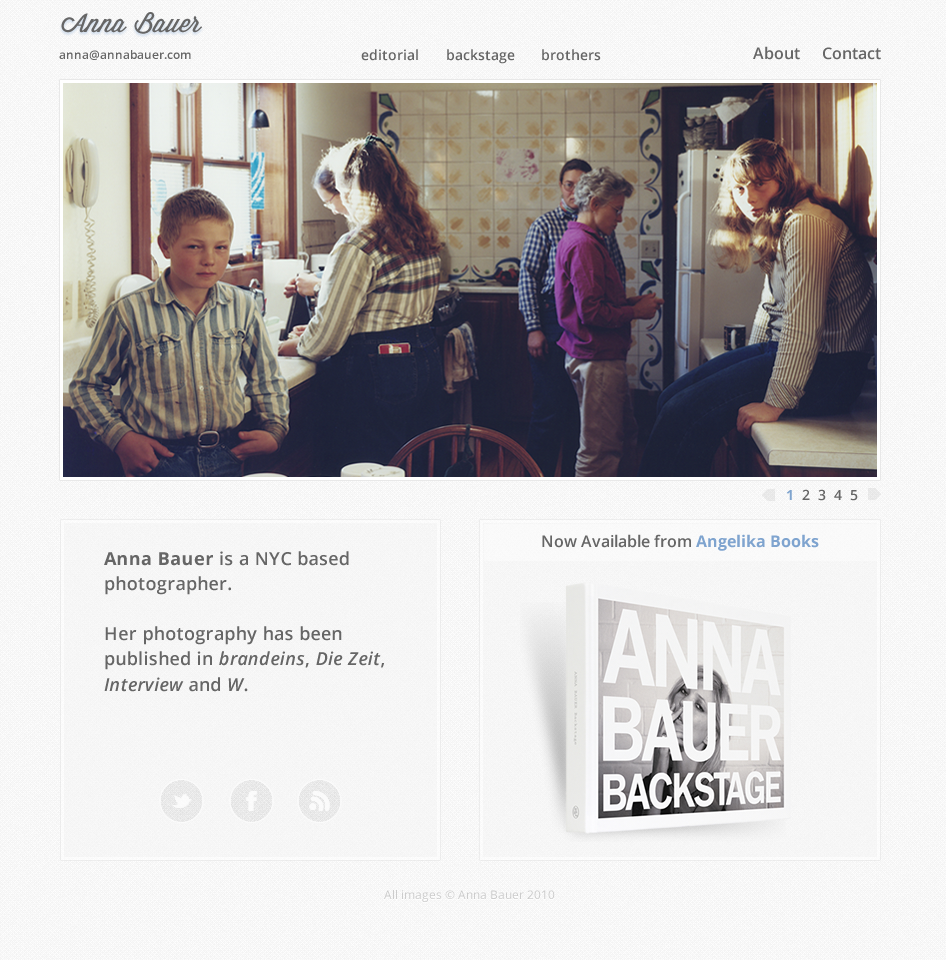 Anna Bauer
anna@annabauer.com
editorial backstage brothers
About Contact
1 2 3 4 5
Anna Bauer is a NYC based
photographer.
Her photography has been
published in brandeins, Die Zeit,
Interview and W.
Now Available from Angelika Books
ANNA
BAUER
BACKSTAGE
All images © Anna Bauer 2010